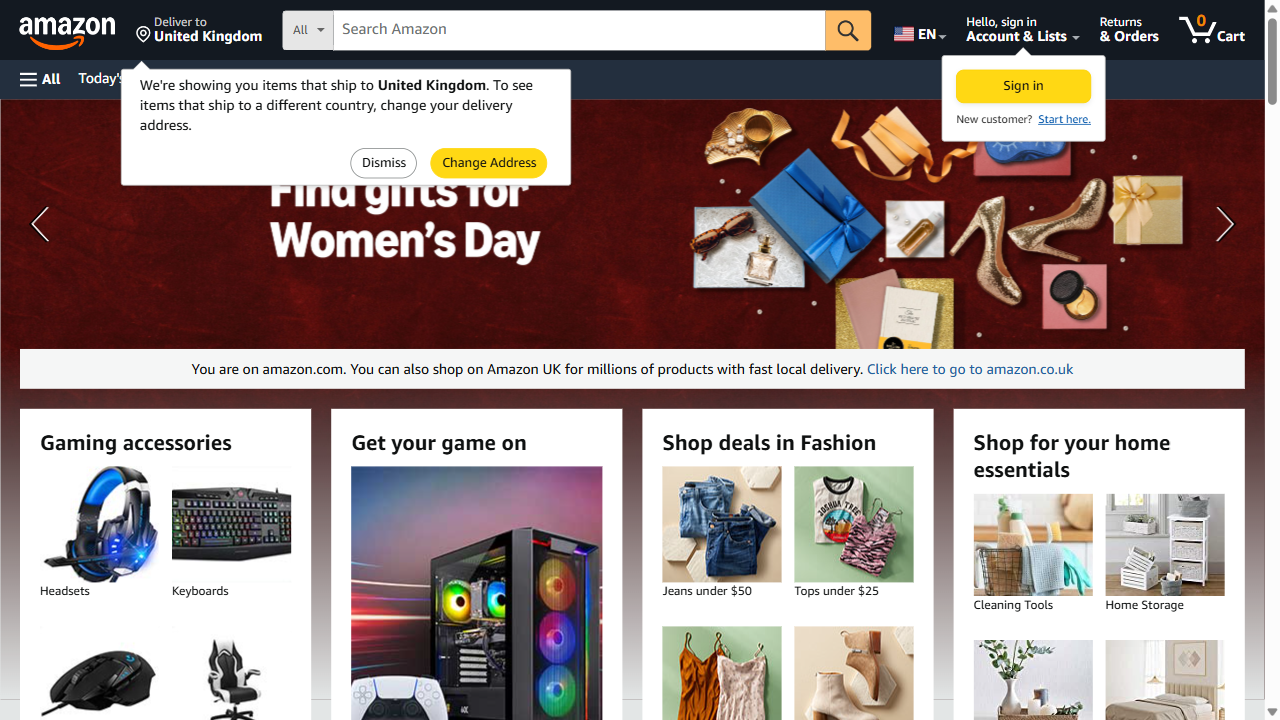 amazon
Deliver to
United Kingdom
All
Search Amazon
EN
Hello, sign in
Account & Lists
Returns
& Orders
0
Cart
All
Today's
We're showing you items that ship to United Kingdom. To see
items that ship to a different country, change your delivery
address.
Dismiss
Change Address
Sign in
New customer? Start here.
Find gifts for
Women's Day
You are on amazon.com. You can also shop on Amazon UK for millions of products with fast local delivery. Click here to go to amazon.co.uk
Gaming accessories
Headsets
Keyboards
Get your game on
Shop deals in Fashion
Jeans under $50
Tops under $25
Shop for your home
essentials
Cleaning Tools
Home Storage